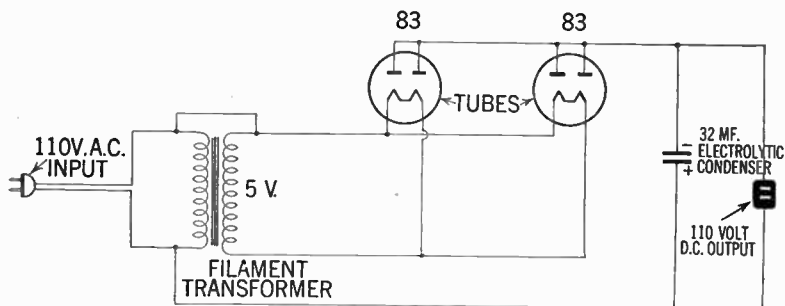 83
83
TUBES
110V. A.C.
INPUT
5 V.
FILAMENT
TRANSFORMER
32 MF.
ELECTROLYTIC
CONDENSER
-
+
110 VOLT
D.C. OUTPUT